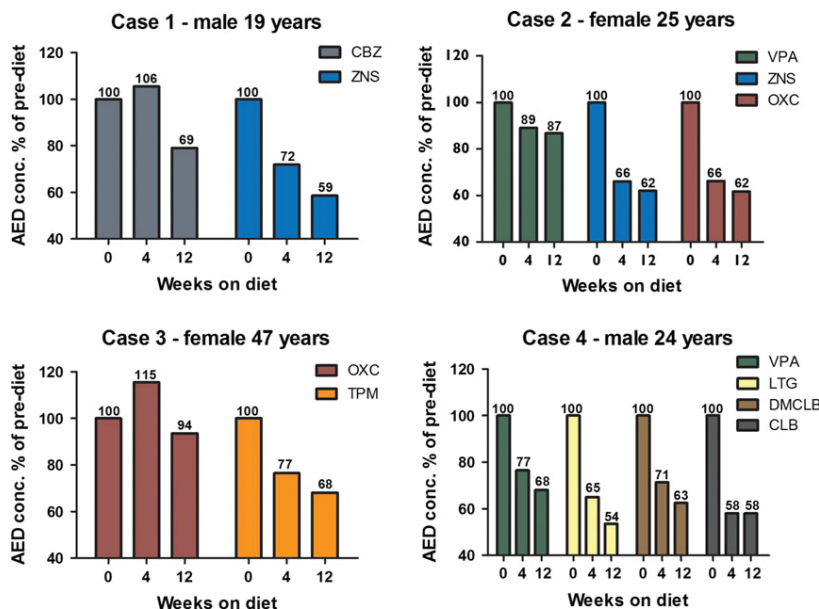 Case 1 - male 19 years
CBZ
ZNS
AED conc. % of pre-diet
120
100
80
60
40
100
106
69
100
72
59
0 4 12 0 4 12
Weeks on diet
Case 2 - female 25 years
VPA
ZNS
OXC
AED conc. % of pre-diet
120
100
80
60
40
100
89
87
100
66
62
100
66
62
0 4 12 0 4 12 0 4 12
Weeks on diet
Case 3 - female 47 years
OXC
TPM
AED conc. % of pre-diet
120
100
80
60
40
100
115
94
100
77
68
0 4 12 0 4 12
Weeks on diet
Case 4 - male 24 years
VPA
LTG
DMCLB
CLB
AED conc. % of pre-diet
120
100
80
60
40
100
77
68
100
65
54
100
71
63
100
58
58
0 4 12 0 4 12 0 4 12 0 4 12
Weeks on diet